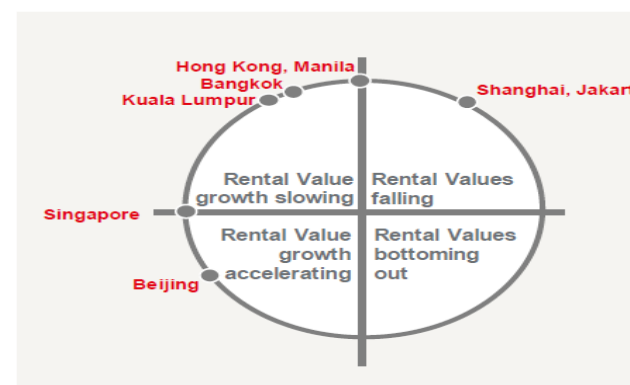 Hong Kong, Manila
Bangkok
Kuala Lumpur
Shanghai, Jakart
Rental Value
growth slowing
Rental Values
falling
Singapore
Rental Value
growth
accelerating
Rental Values
bottoming
out
Beijing